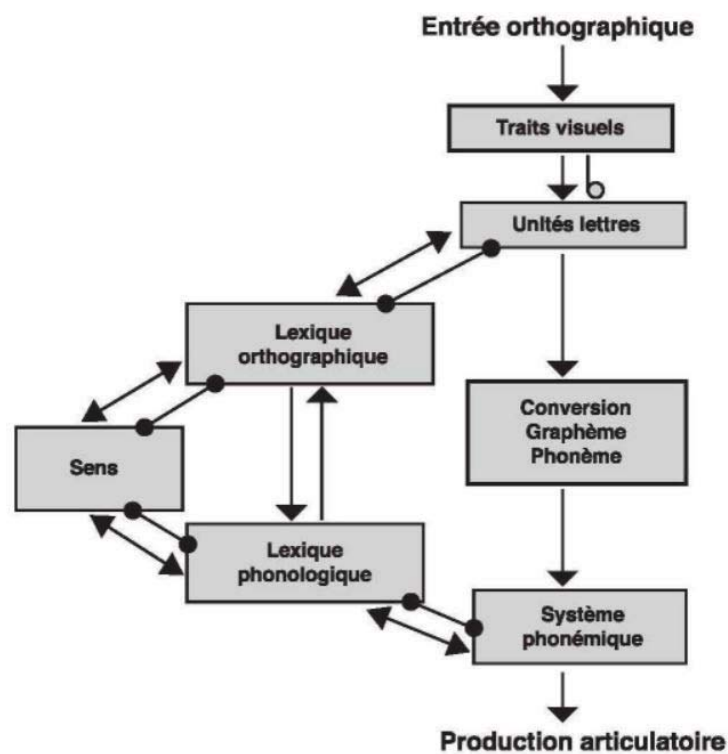 Entrée orthographique
Traits visuels
Unités lettres
Lexique
orthographique
Conversion
Graphème
Phonème
Sens
Lexique
phonologique
Système
phonémique
Production articulatoire